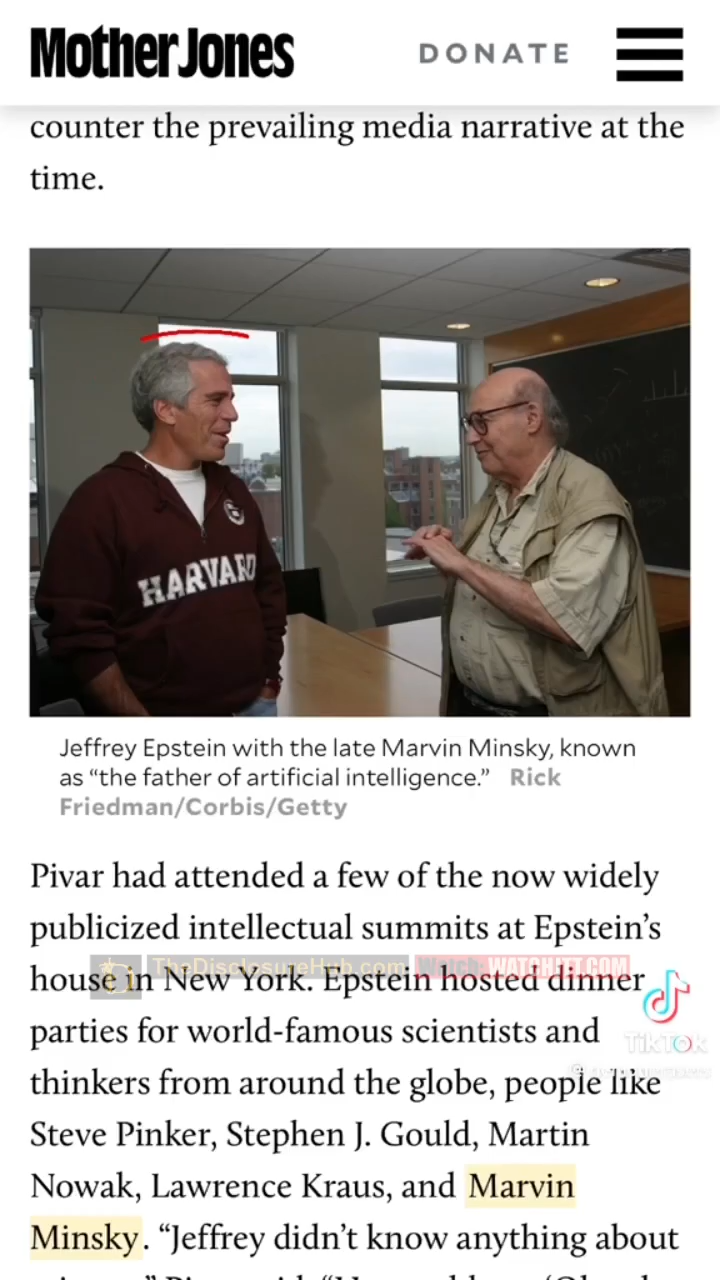 Mother Jones
DONATE
counter the prevailing media narrative at the
time.
HARVARD
Jeffrey Epstein with the late Marvin Minsky, known
as “the father of artificial intelligence.” Rick
Friedman/Corbis/Getty
Pivar had attended a few of the now widely
publicized intellectual summits at Epstein’s
house in New York. Epstein hosted dinner
TheDisclosureHub.com
Watch: WATCHITT.COM
parties for world-famous scientists and
TikTok
thinkers from around the globe, people like
Steve Pinker, Stephen J. Gould, Martin
Nowak, Lawrence Kraus, and Marvin
Minsky. “Jeffrey didn’t know anything about